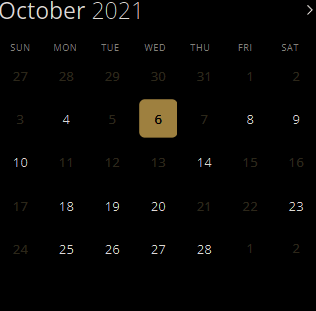 October 2021
SUN MON TUE WED THU FRI SAT
27 28 29 30 31 1 2
3 4 5 6 7 8 9
10 11 12 13 14 15 16
17 18 19 20 21 22 23
24 25 26 27 28 1 2